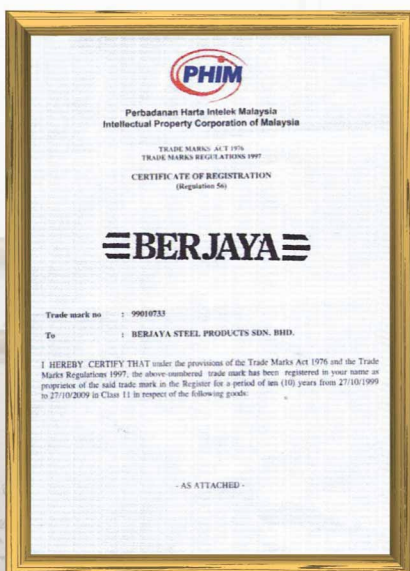 PHIM
Perbadanan Harta Intelek Malaysia
Intellectual Property Corporation of Malaysia
TRADE MARKS ACT 1976
TRADE MARKS REGULATIONS 1997
CERTIFICATE OF REGISTRATION
(Regulation 56)
BERJAYA
Trade mark no : 99010733
To : BERJAYA STEEL PRODUCTS SDN. BHD.
I HEREBY CERTIFY THAT under the provisions of the Trade Marks Act 1976 and the Trade
Marks Regulations 1997, the above-numbered trade mark has been registered in your name as
proprietor of the said trade mark in the Register for a period of ten (10) years from 27/10/1999
to 27/10/2009 in Class 11 in respect of the following goods:
- AS ATTACHED -